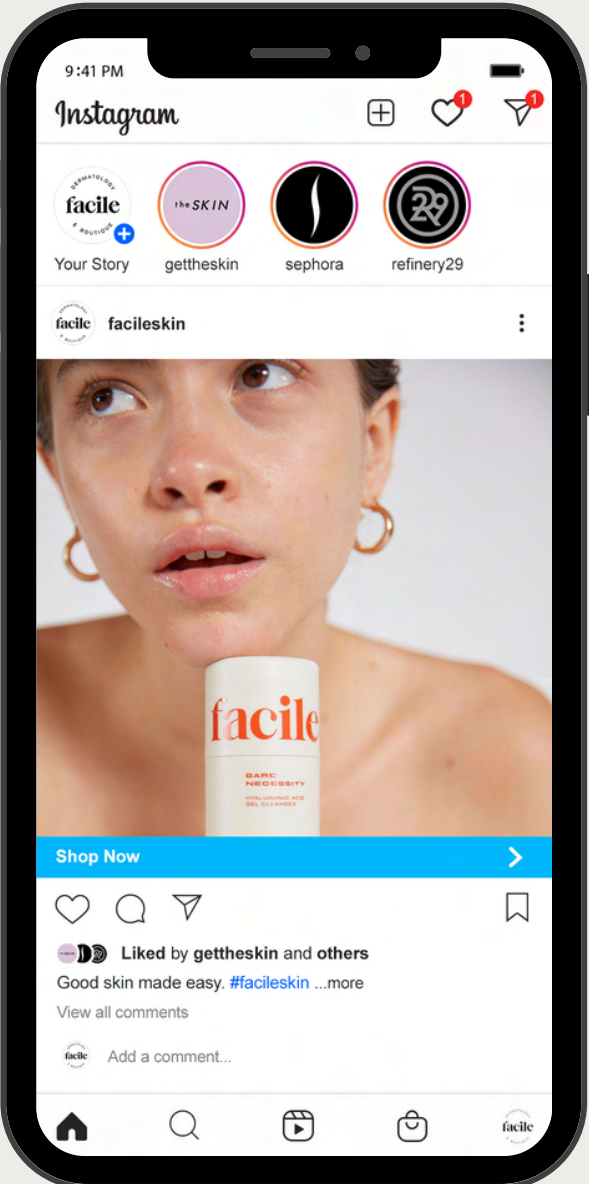 9:41 PM
Instagram
1
1
DERMATOLOGY
facile
& BOUTIQUE
the SKIN
R29
Your Story
gettheskin
sephora
refinery29
facile
facileskin
facile
BARE
NECESSITY
HYALURONIC ACID
GEL CLEANSER
Shop Now
Liked by gettheskin and others
Good skin made easy. #facileskin ...more
View all comments
facile
Add a comment...
facile